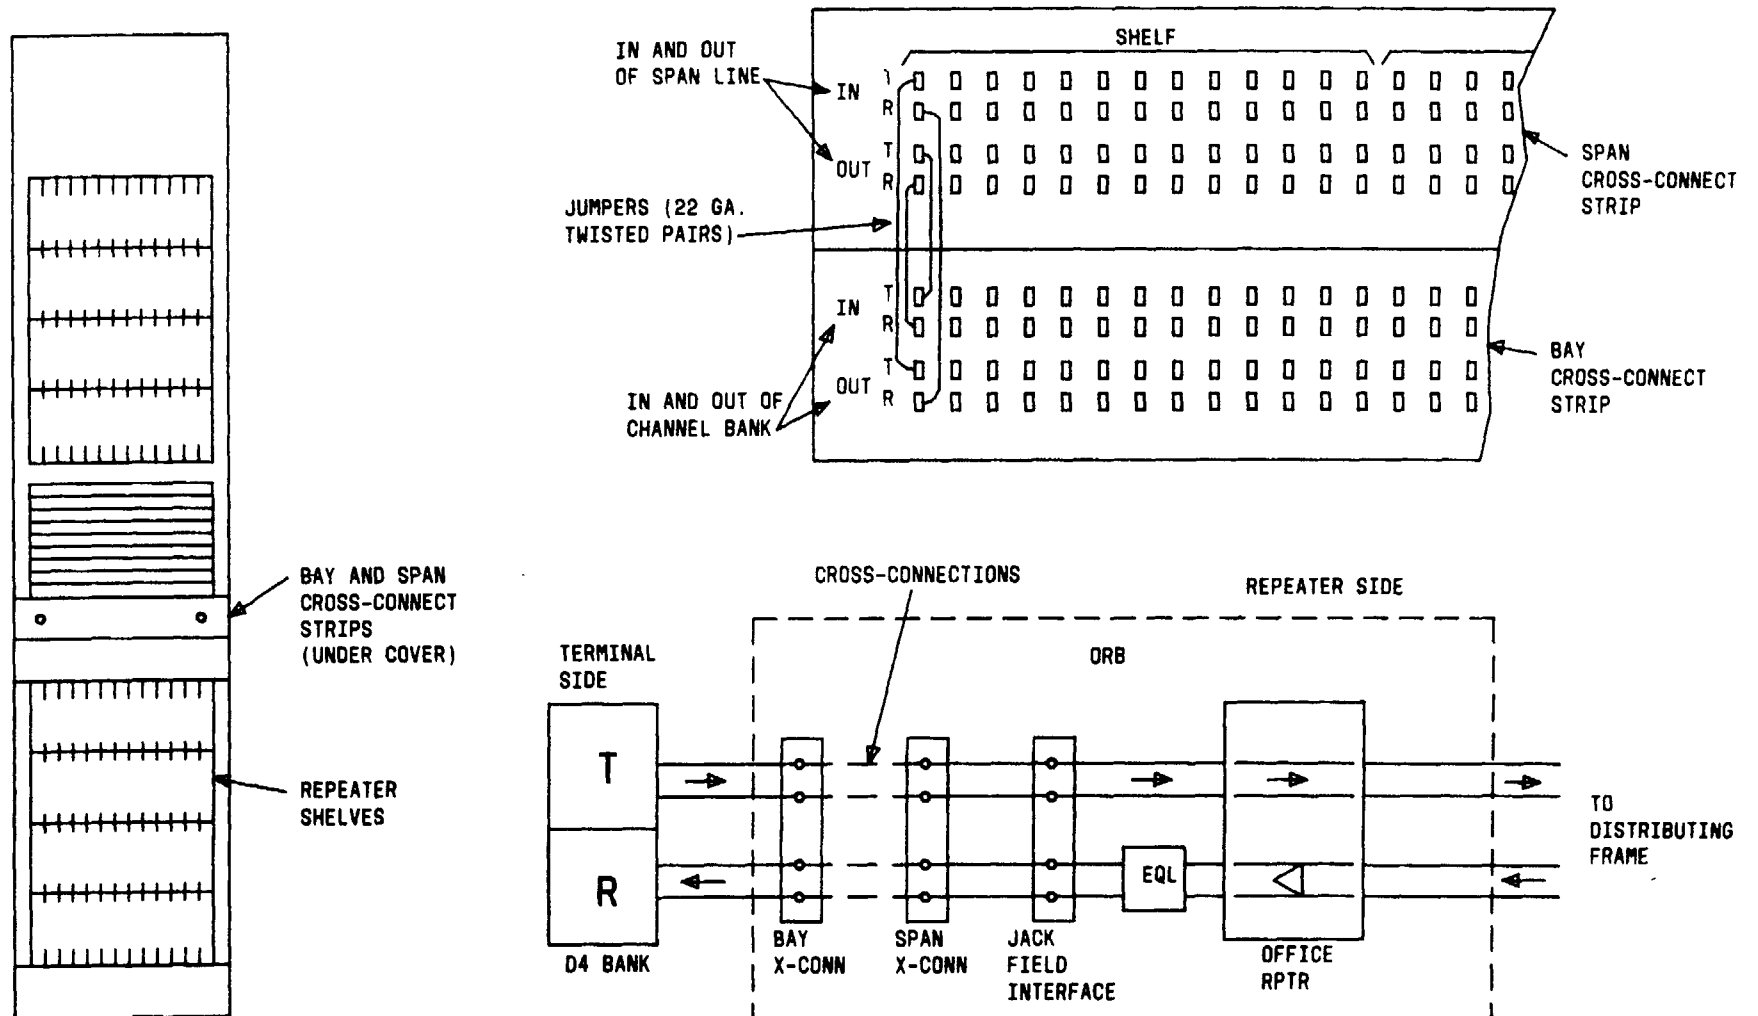 SHELF
IN AND OUT
OF SPAN LINE
IN
R
OUT
T
R
SPAN
CROSS-CONNECT
STRIP
JUMPERS (22 GA.
TWISTED PAIRS)
IN
T
R
OUT
T
R
BAY
CROSS-CONNECT
STRIP
IN AND OUT OF
CHANNEL BANK
BAY AND SPAN
CROSS-CONNECT
STRIPS
(UNDER COVER)
REPEATER
SHELVES
CROSS-CONNECTIONS
REPEATER SIDE
ORB
TERMINAL
SIDE
T
R
D4 BANK
BAY
X-CONN
SPAN
X-CONN
JACK
FIELD
INTERFACE
EQL
OFFICE
RPTR
TO
DISTRIBUTING
FRAME